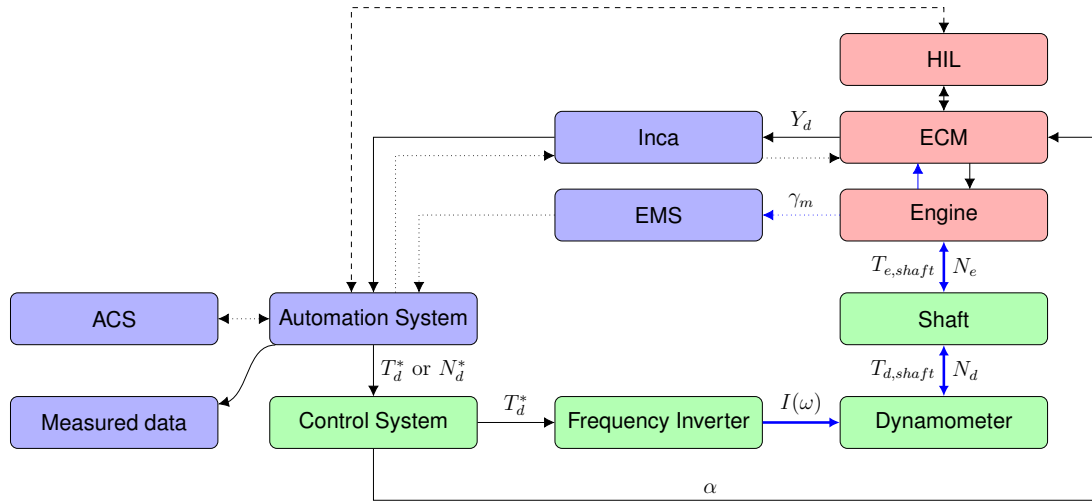 HIL
Inca
Y_d
ECM
EMS
γ_m
Engine
T_{e,shaft} N_e
ACS
Automation System
Shaft
T_d^* or N_d^*
T_{d,shaft} N_d
Measured data
Control System
T_d^*
Frequency Inverter
I(ω)
Dynamometer
α